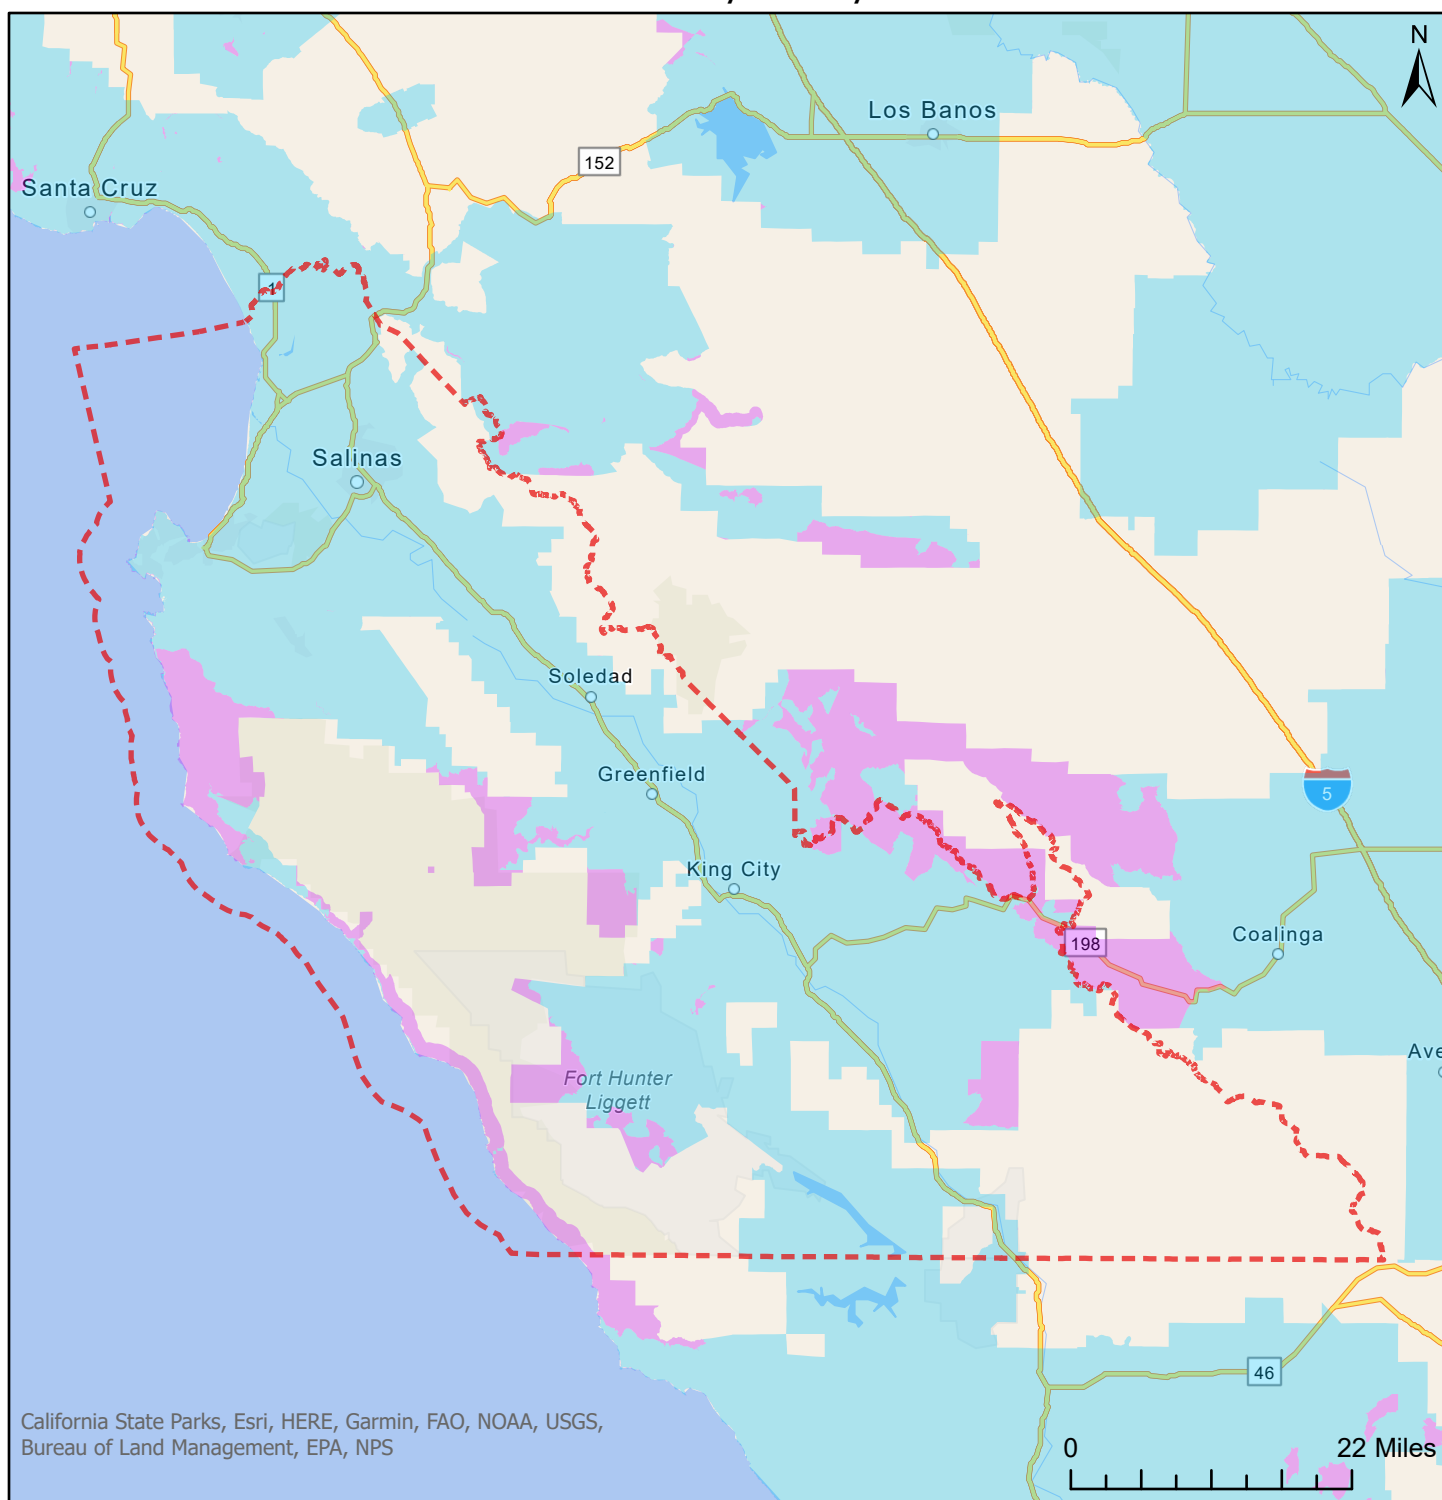 N
Los Banos
152
Santa Cruz
1
Salinas
Soledad
Greenfield
5
King City
Coalinga
198
Ave
Fort Hunter
Liggett
46
California State Parks, Esri, HERE, Garmin, FAO, NOAA, USGS,
Bureau of Land Management, EPA, NPS
0 22 Miles